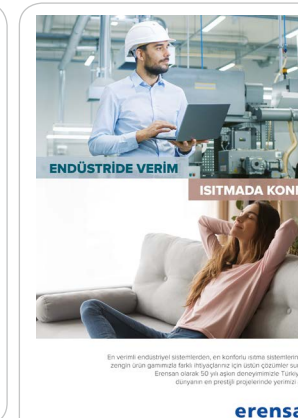 ENDÜSTRİDE VERİM
ISITMADA KONF
En verimli endüstriyel sistemlerden, en konforlu ısıtma sistemlerin
zengin ürün gamımızla farklı ihtiyaçlarınız için üstün çözümler su
Erensan olarak 50 yılı aşkın deneyimimizle Türkiy
dünyanın en prestijli projelerinde yerimizi
erensa